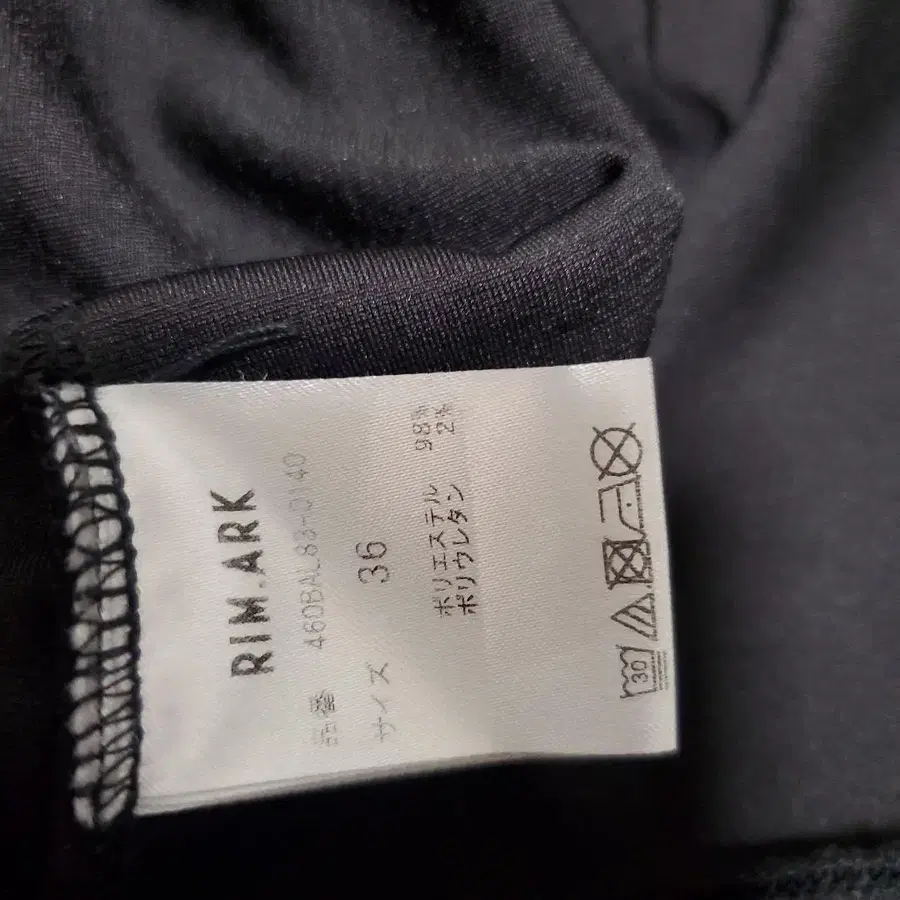 RIM.ARK
品番 460BAL83-0140
サイズ 36
ポリエステル 98%
ポリウレタン 2%
30